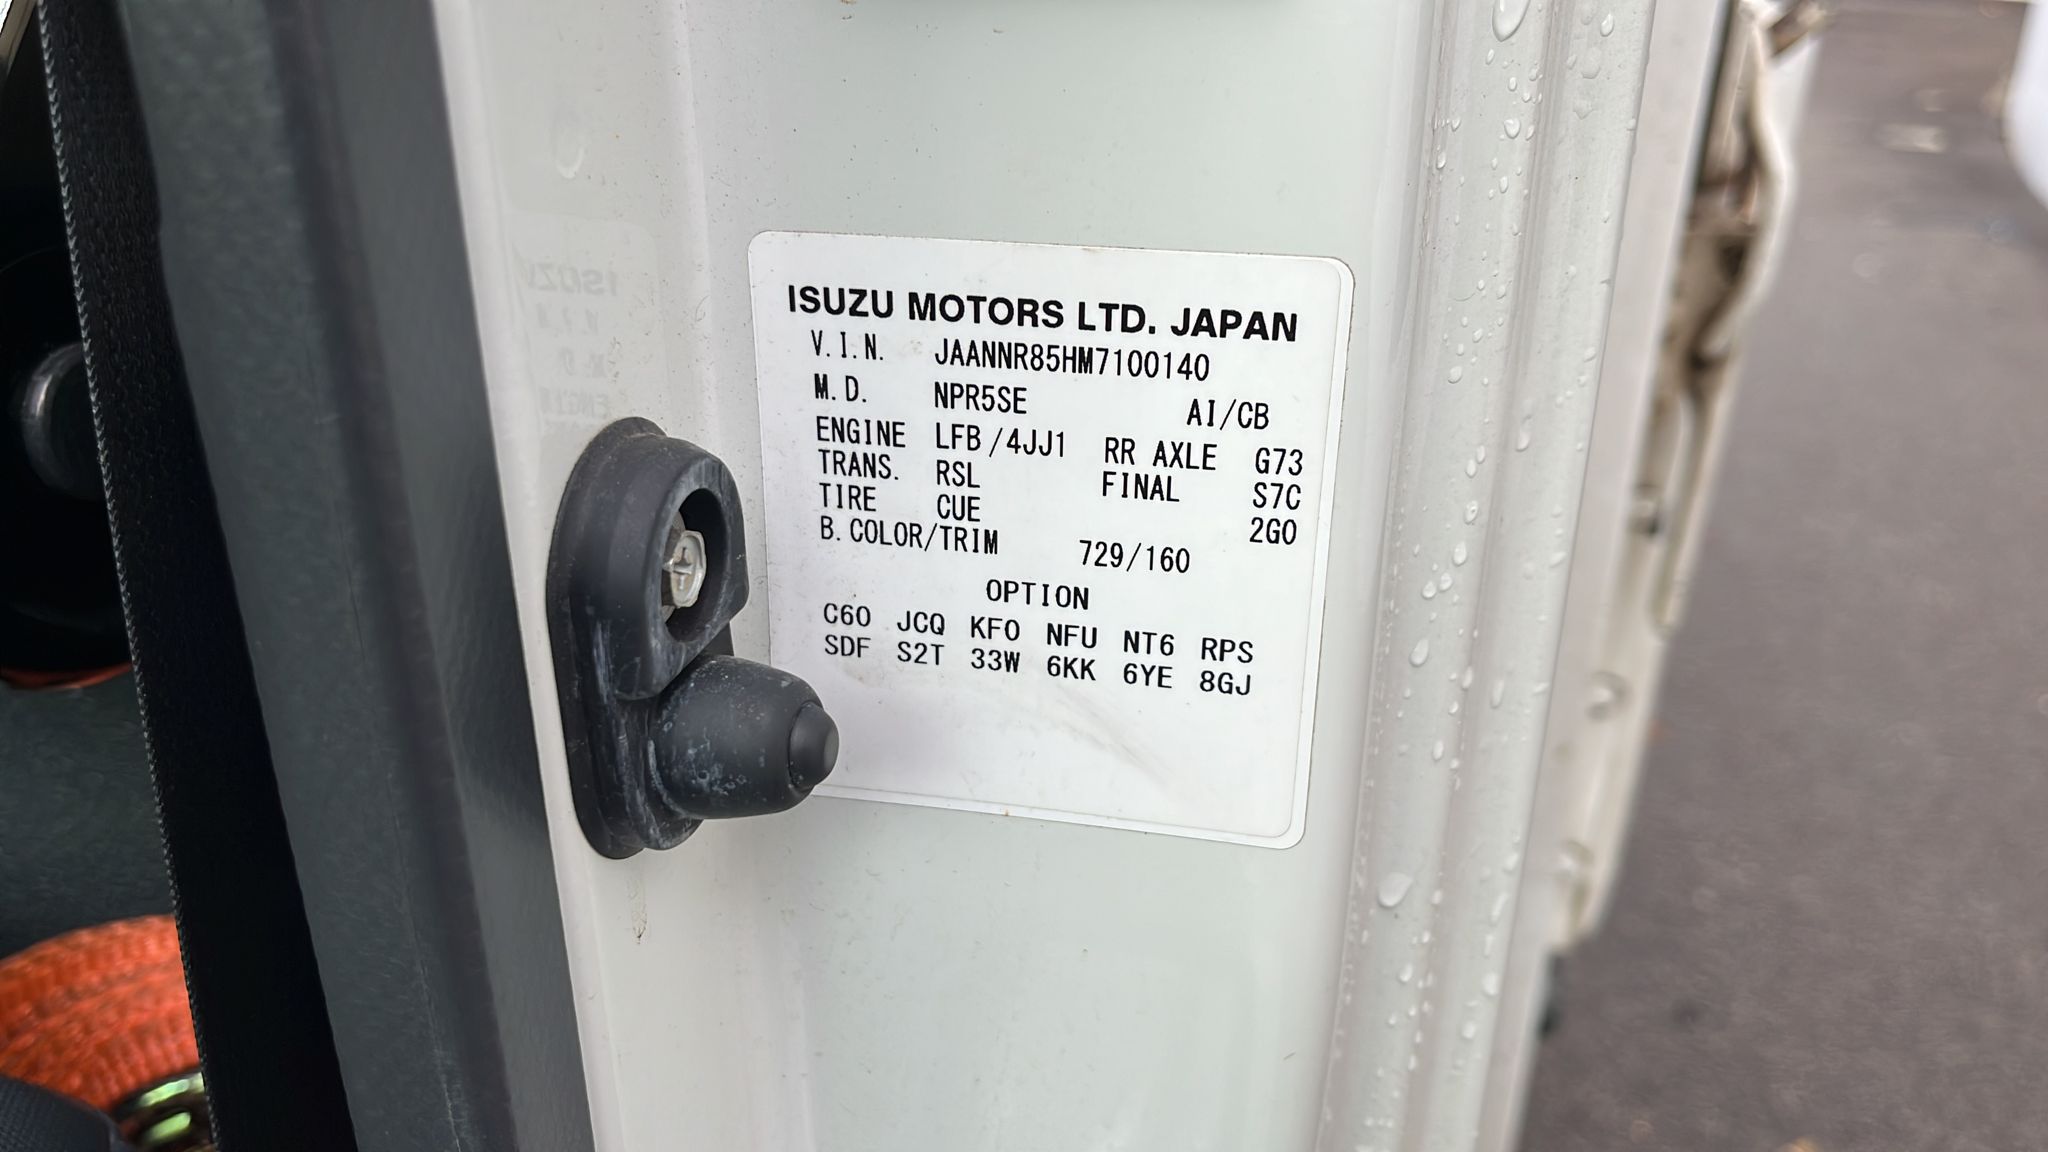 ISUZU MOTORS LTD. JAPAN
V.I.N. JAANNR85HM7100140
M.D. NPR5SE AI/CB
ENGINE LFB/4JJ1 RR AXLE G73
TRANS. RSL FINAL S7C
TIRE CUE 2G0
B.COLOR/TRIM 729/160
OPTION
C60 JCQ KF0 NFU NT6 RPS
SDF S2T 33W 6KK 6YE 8GJ